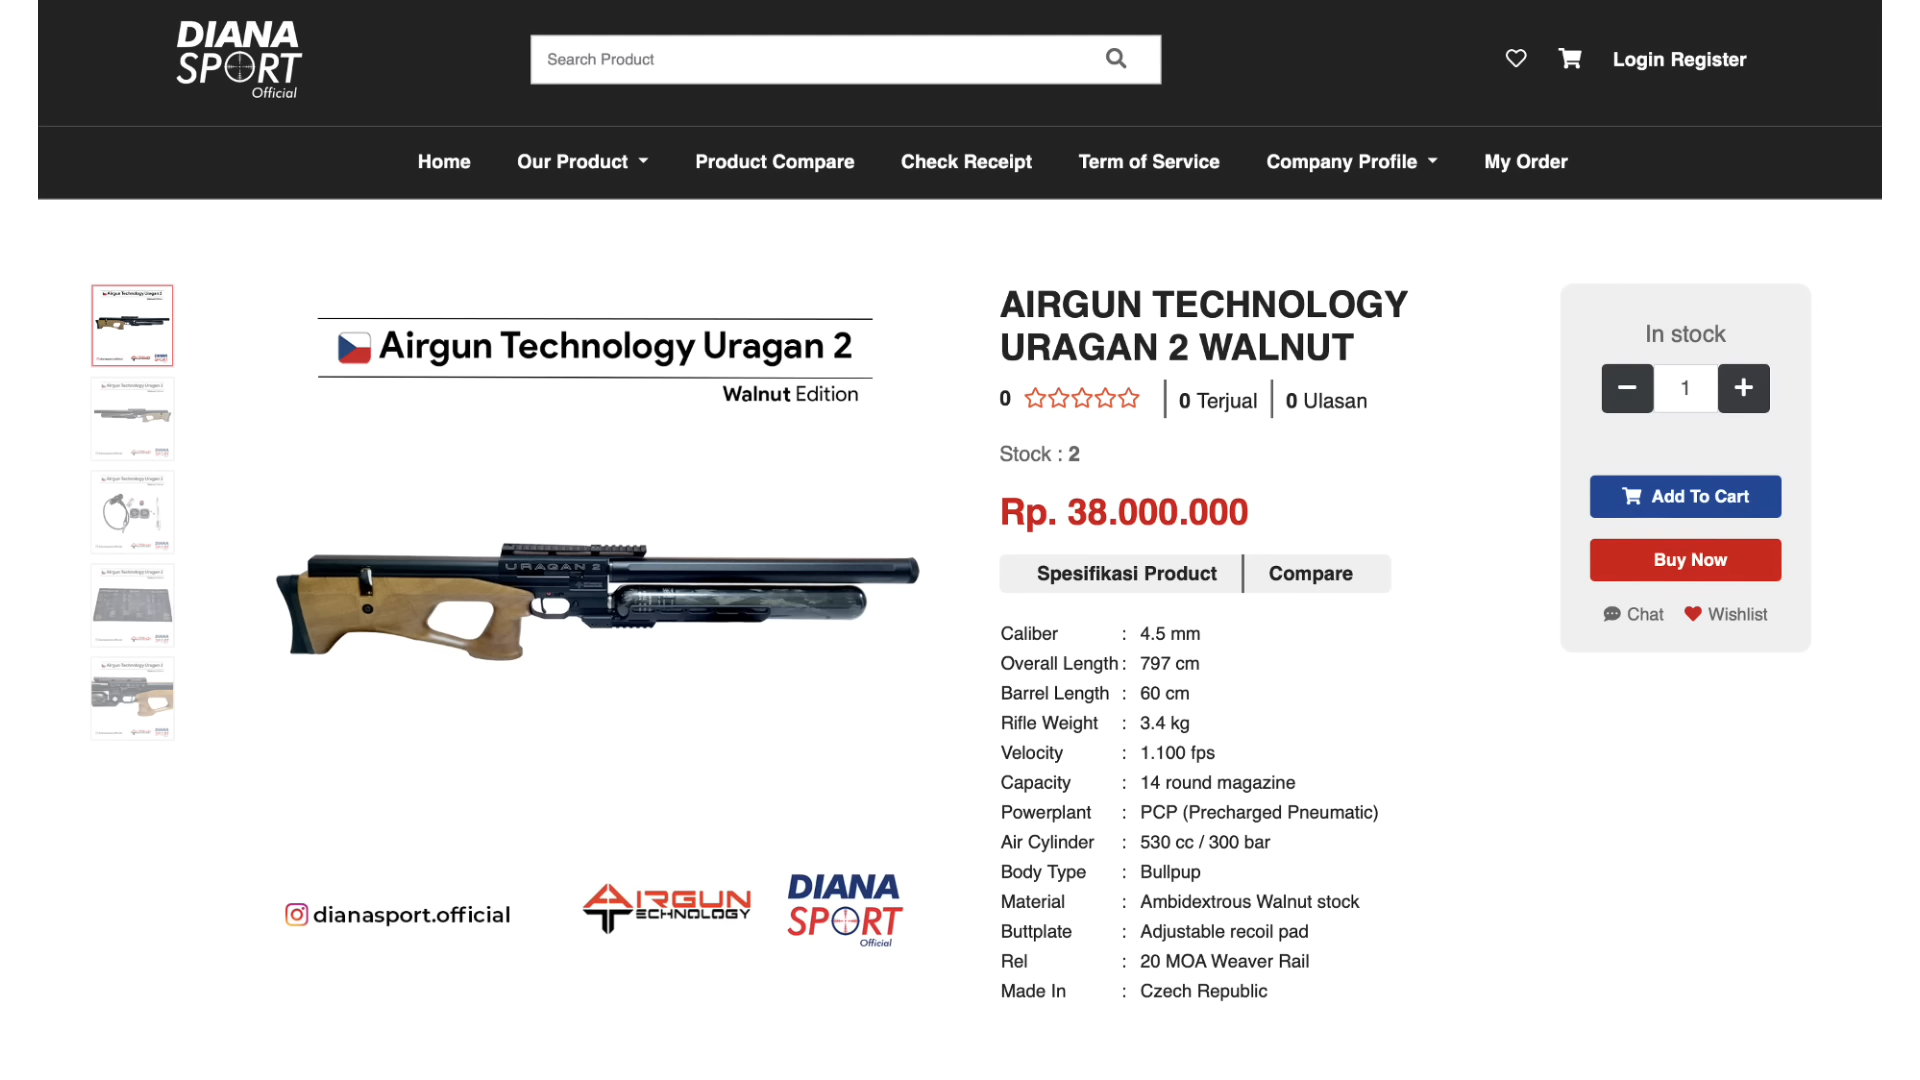 DIANA
SPORT
Official
Search Product
Login Register
Home
Our Product
Product Compare
Check Receipt
Term of Service
Company Profile
My Order
Airgun Technology Uragan 2
Walnut Edition
URAGAN 2
dianasport.official
AIRGUN
TECHNOLOGY
DIANA
SPORT
Official
AIRGUN TECHNOLOGY
URAGAN 2 WALNUT
0
0 Terjual
0 Ulasan
Stock : 2
Rp. 38.000.000
Spesifikasi Product
Compare
Caliber : 4.5 mm
Overall Length : 797 cm
Barrel Length : 60 cm
Rifle Weight : 3.4 kg
Velocity : 1.100 fps
Capacity : 14 round magazine
Powerplant : PCP (Precharged Pneumatic)
Air Cylinder : 530 cc / 300 bar
Body Type : Bullpup
Material : Ambidextrous Walnut stock
Buttplate : Adjustable recoil pad
Rel : 20 MOA Weaver Rail
Made In : Czech Republic
In stock
1
Add To Cart
Buy Now
Chat
Wishlist